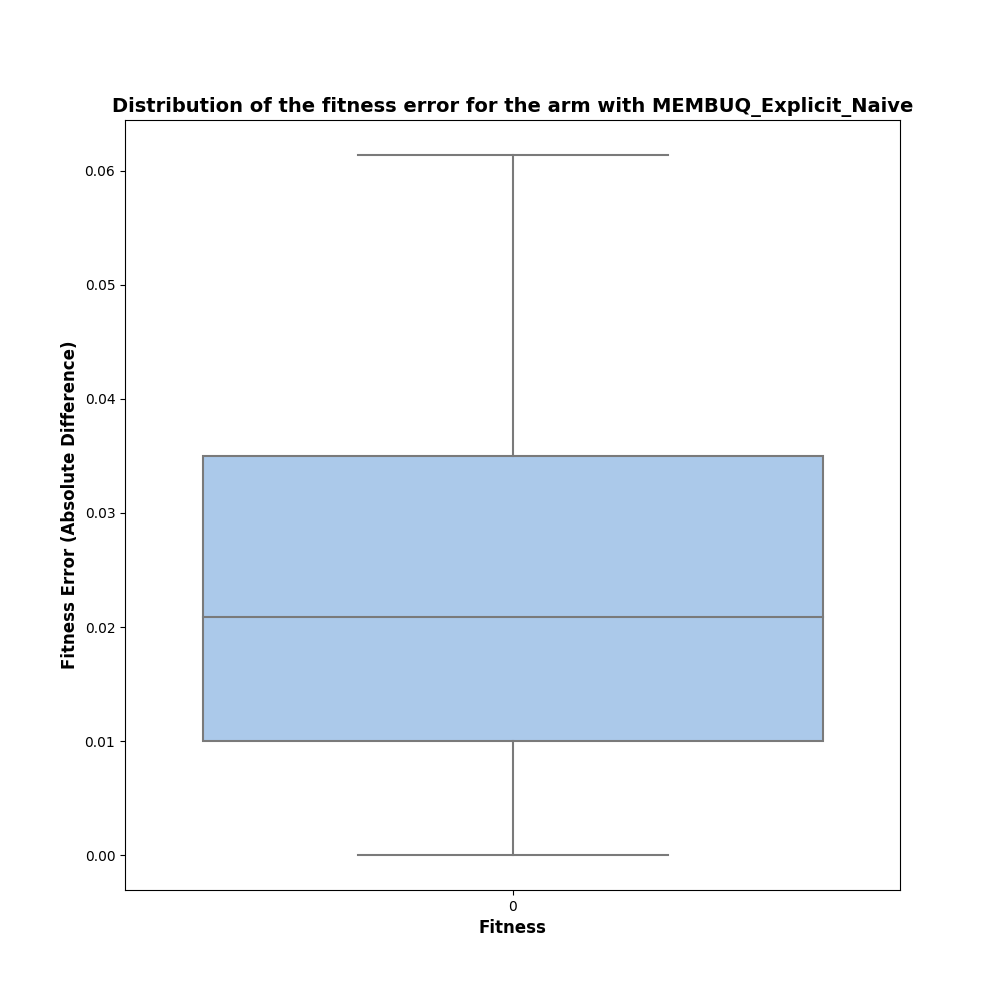 Distribution of the fitness error for the arm with MEMBUQ_Explicit_Naive
Fitness Error (Absolute Difference)
0.06
0.05
0.04
0.03
0.02
0.01
0.00
0
Fitness